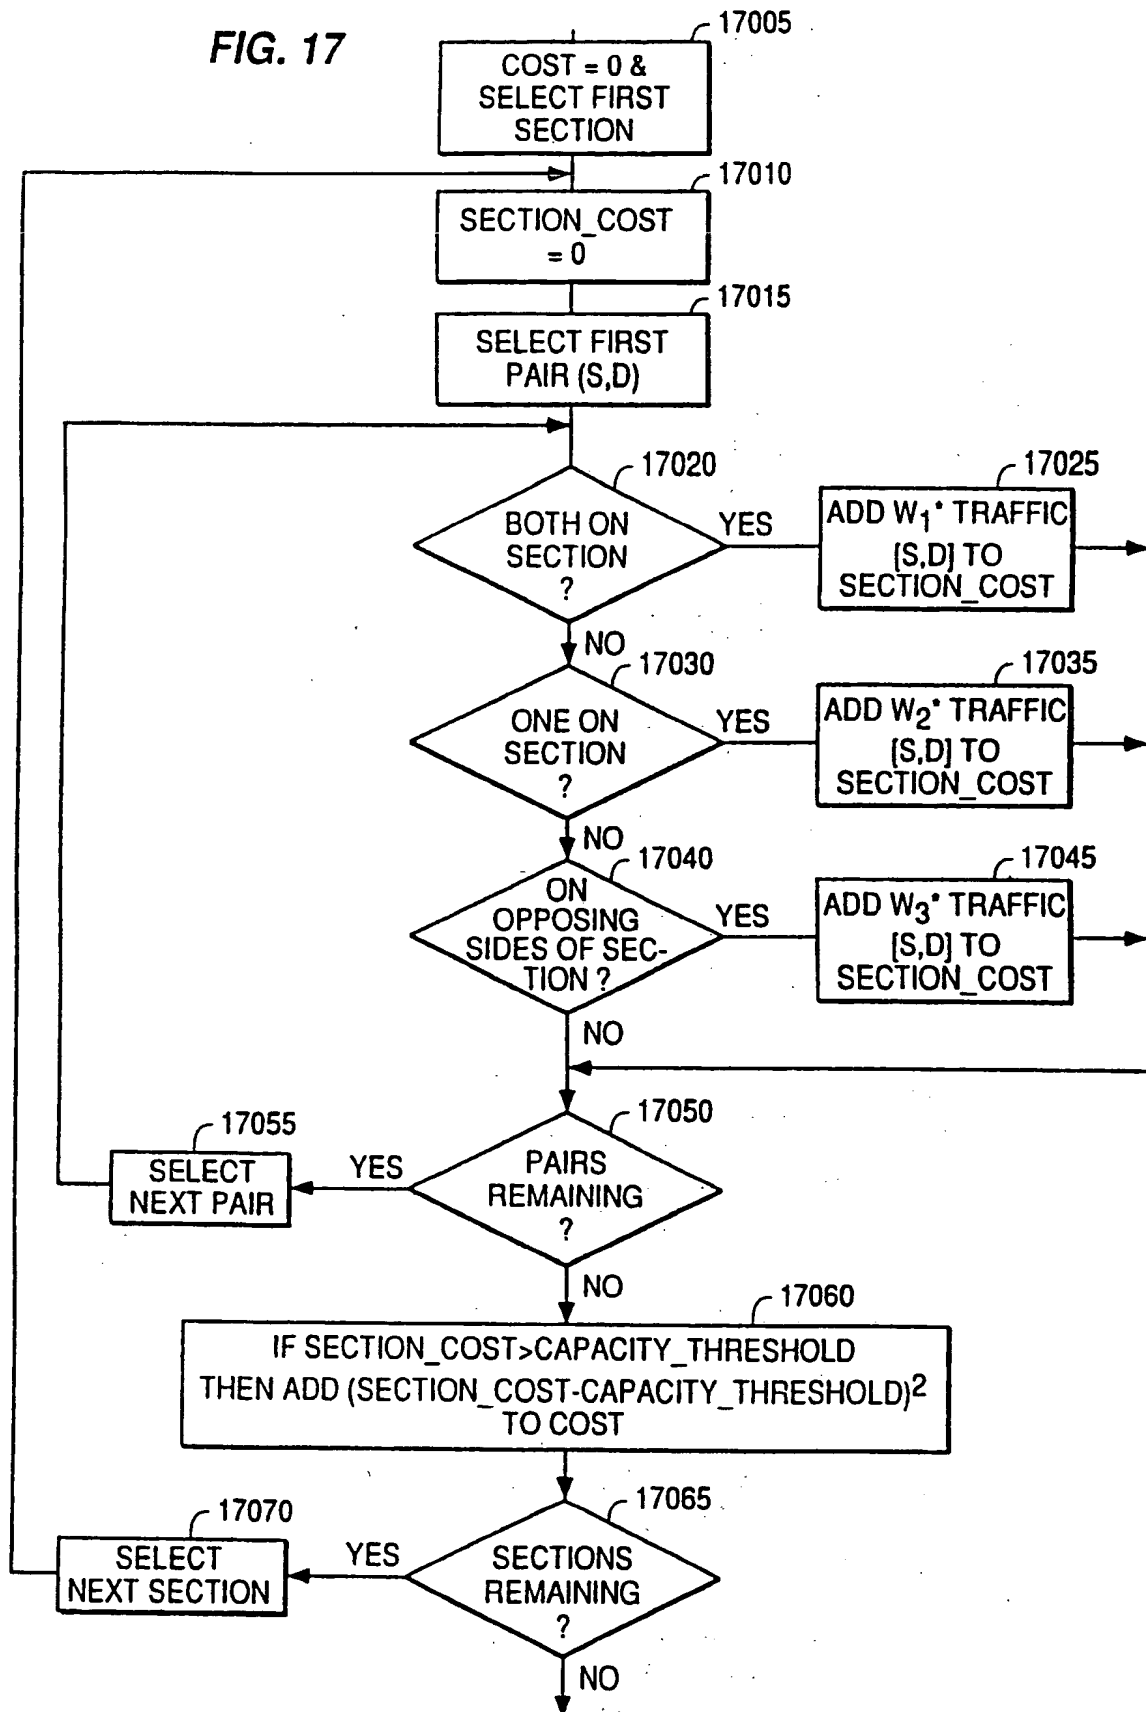 FIG. 17
17005
COST = 0 &
SELECT FIRST
SECTION
17010
SECTION_COST
= 0
17015
SELECT FIRST
PAIR (S,D)
17020
BOTH ON
SECTION
?
YES
17025
ADD W1* TRAFFIC
[S,D] TO
SECTION_COST
NO
17030
ONE ON
SECTION
?
YES
17035
ADD W2* TRAFFIC
[S,D] TO
SECTION_COST
NO
17040
ON
OPPOSING
SIDES OF SEC-
TION ?
YES
17045
ADD W3* TRAFFIC
[S,D] TO
SECTION_COST
NO
17050
PAIRS
REMAINING
?
YES
17055
SELECT
NEXT PAIR
NO
17060
IF SECTION_COST>CAPACITY_THRESHOLD
THEN ADD (SECTION_COST-CAPACITY_THRESHOLD)2
TO COST
17065
SECTIONS
REMAINING
?
YES
17070
SELECT
NEXT SECTION
NO